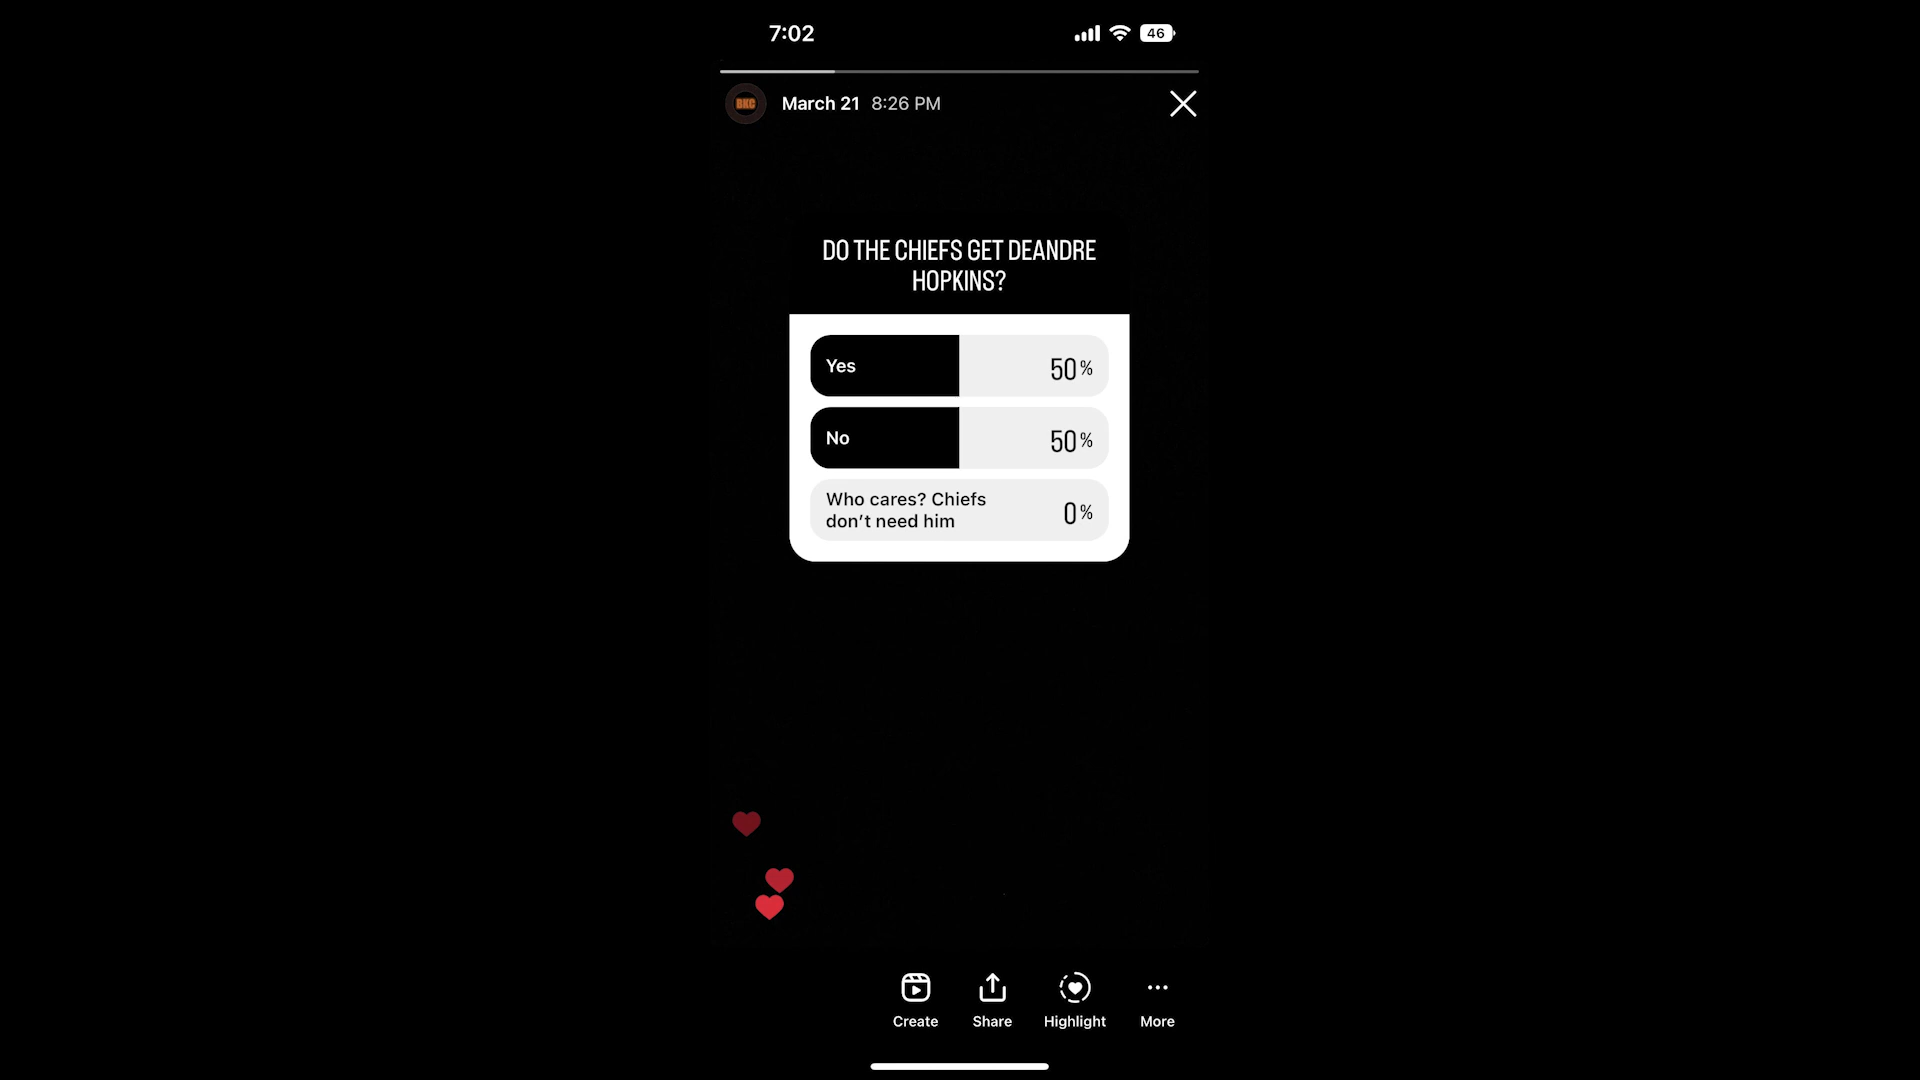 7:02
46
BKC
March 21 8:26 PM
DO THE CHIEFS GET DEANDRE
HOPKINS?
Yes
50%
No
50%
Who cares? Chiefs
don't need him
0%
Create
Share
Highlight
More